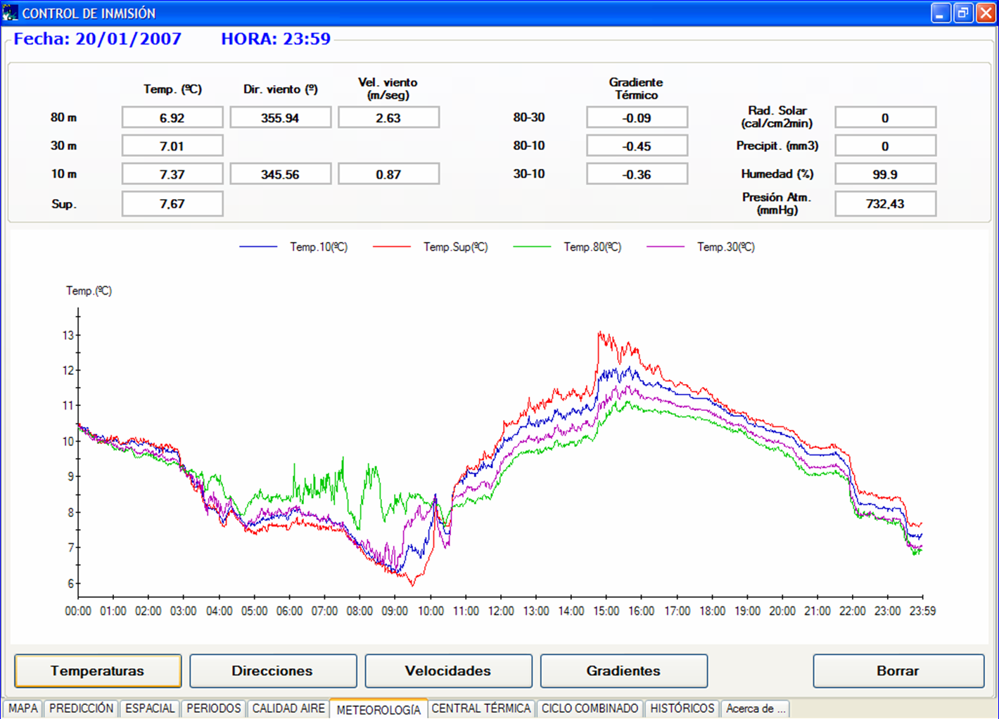 CONTROL DE INMISIÓN
Fecha: 20/01/2007 HORA: 23:59
Temp. (ºC) Dir. viento (º) Vel. viento (m/seg) Gradiente Térmico
80 m 6.92 355.94 2.63 80-30 -0.09 Rad. Solar (cal/cm2min) 0
30 m 7.01 80-10 -0.45 Precipit. (mm3) 0
10 m 7.37 345.56 0.87 30-10 -0.36 Humedad (%) 99.9
Sup. 7,67 Presión Atm. (mmHg) 732,43
Temp.10(ºC) Temp.Sup(ºC) Temp.80(ºC) Temp.30(ºC)
Temp.(ºC)
13
12
11
10
9
8
7
6
00:00 01:00 02:00 03:00 04:00 05:00 06:00 07:00 08:00 09:00 10:00 11:00 12:00 13:00 14:00 15:00 16:00 17:00 18:00 19:00 20:00 21:00 22:00 23:00 23:59
Temperaturas Direcciones Velocidades Gradientes Borrar
MAPA PREDICCIÓN ESPACIAL PERIODOS CALIDAD AIRE METEOROLOGÍA CENTRAL TÉRMICA CICLO COMBINADO HISTÓRICOS Acerca de ...